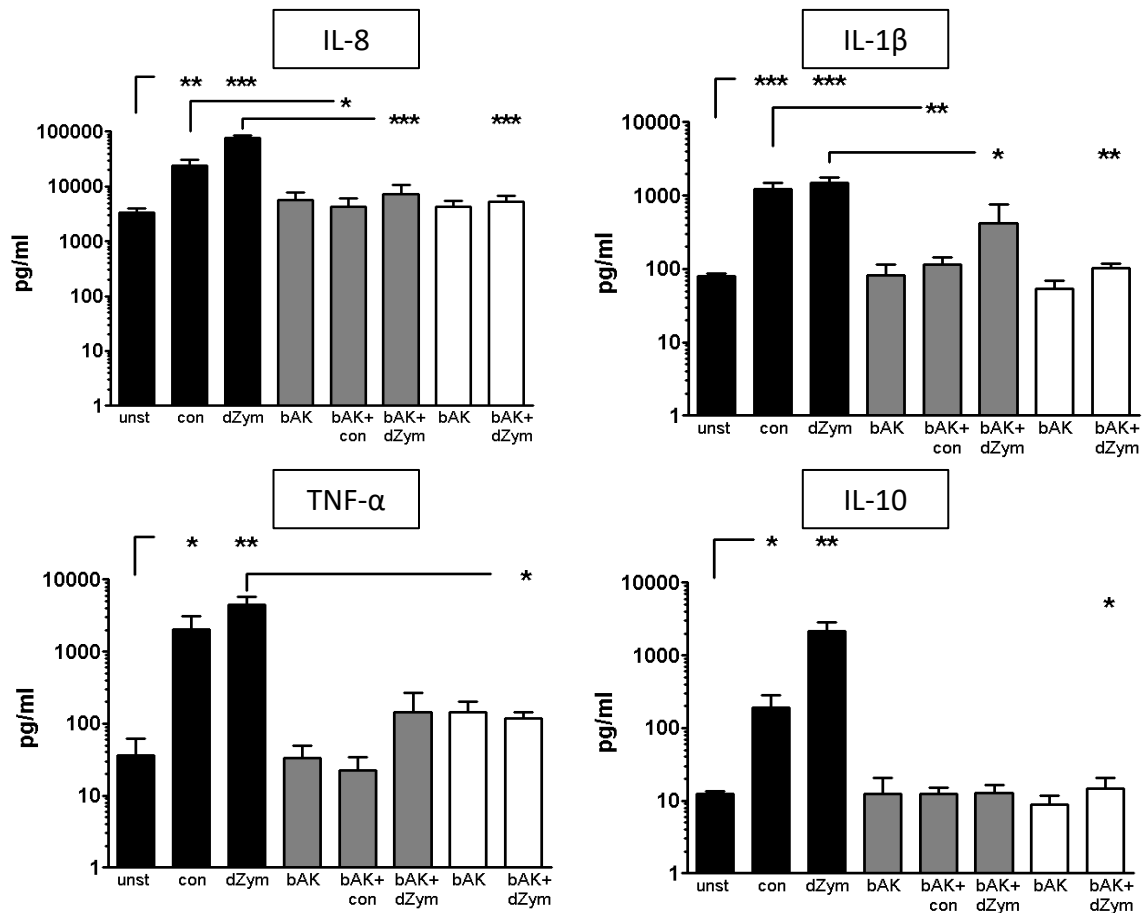 IL-8
** ***
*
*** ***
100000
10000
1000
100
10
1
pg/ml
unst con dZym bAK bAK+ bAK+ bAK bAK+
con dZym dZym
IL-1β
*** ***
**
* **
10000
1000
100
10
1
pg/ml
unst con dZym bAK bAK+ bAK+ bAK bAK+
con dZym dZym
TNF-α
* **
*
10000
1000
100
10
1
pg/ml
unst con dZym bAK bAK+ bAK+ bAK bAK+
con dZym dZym
IL-10
* **
*
10000
1000
100
10
1
pg/ml
unst con dZym bAK bAK+ bAK+ bAK bAK+
con dZym dZym